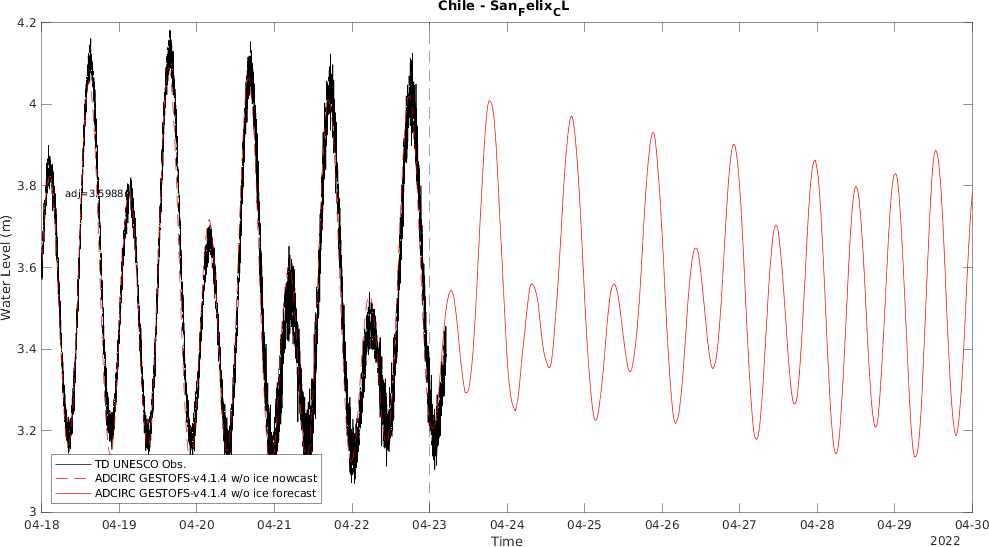 Chile - SanFelixCL
4.2
4
3.8
3.6
3.4
3.2
3
Water Level (m)
adj=3.5988
TD UNESCO Obs.
ADCIRC GESTOFS-v4.1.4 w/o ice nowcast
ADCIRC GESTOFS-v4.1.4 w/o ice forecast
04-18 04-19 04-20 04-21 04-22 04-23 04-24 04-25 04-26 04-27 04-28 04-29 04-30
Time
2022